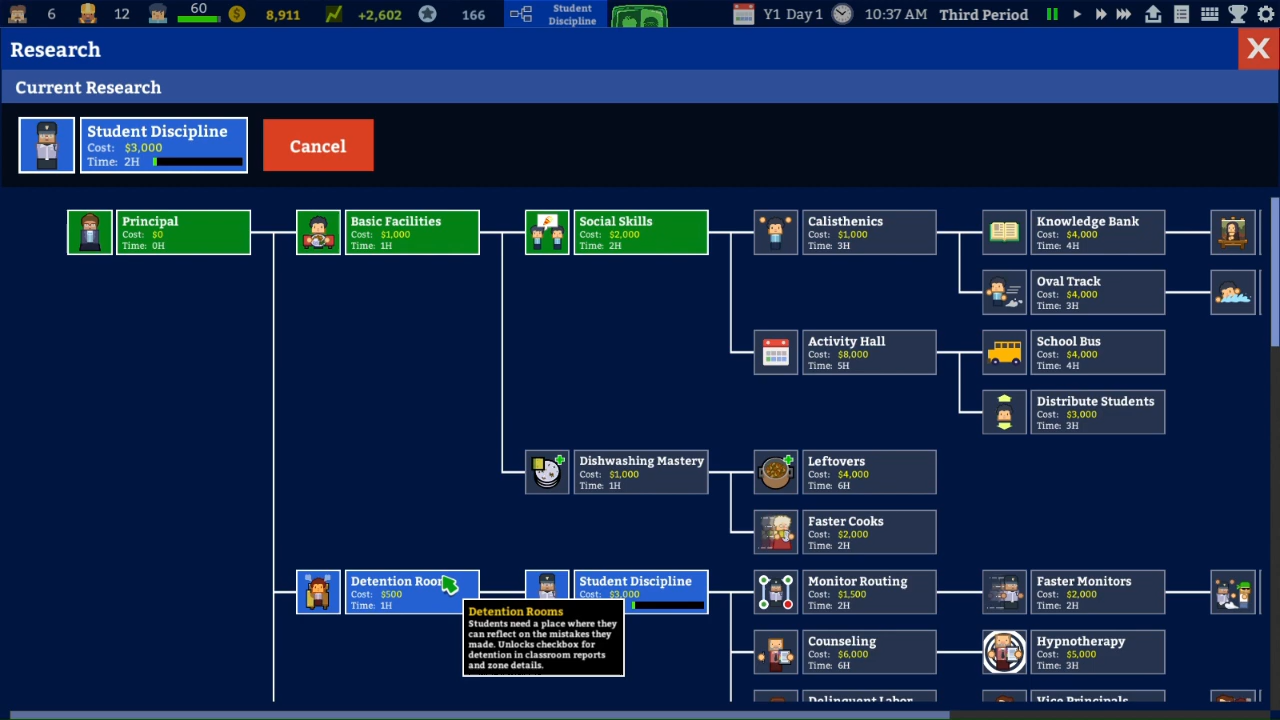 6 12 60 8,911 +2,602 166 Student Discipline Y1 Day 1 10:37 AM Third Period
Research
X
Current Research
Student Discipline
Cost: $3,000
Time: 2H
Cancel
Principal
Cost: $0
Time: 0H
Basic Facilities
Cost: $1,000
Time: 1H
Social Skills
Cost: $2,000
Time: 2H
Calisthenics
Cost: $1,000
Time: 3H
Knowledge Bank
Cost: $4,000
Time: 4H
Oval Track
Cost: $4,000
Time: 3H
Activity Hall
Cost: $8,000
Time: 5H
School Bus
Cost: $4,000
Time: 4H
Distribute Students
Cost: $3,000
Time: 3H
Dishwashing Mastery
Cost: $1,000
Time: 1H
Leftovers
Cost: $4,000
Time: 6H
Faster Cooks
Cost: $2,000
Time: 2H
Detention Room
Cost: $500
Time: 1H
Student Discipline
Cost: $3,000
Monitor Routing
Cost: $1,500
Time: 2H
Faster Monitors
Cost: $2,000
Time: 2H
Detention Rooms
Students need a place where they
can reflect on the mistakes they
made. Unlocks checkbox for
detention in classroom reports
and zone details.
Counseling
Cost: $6,000
Time: 6H
Hypnotherapy
Cost: $5,000
Time: 3H
Delinquent Labor
Vice Principals